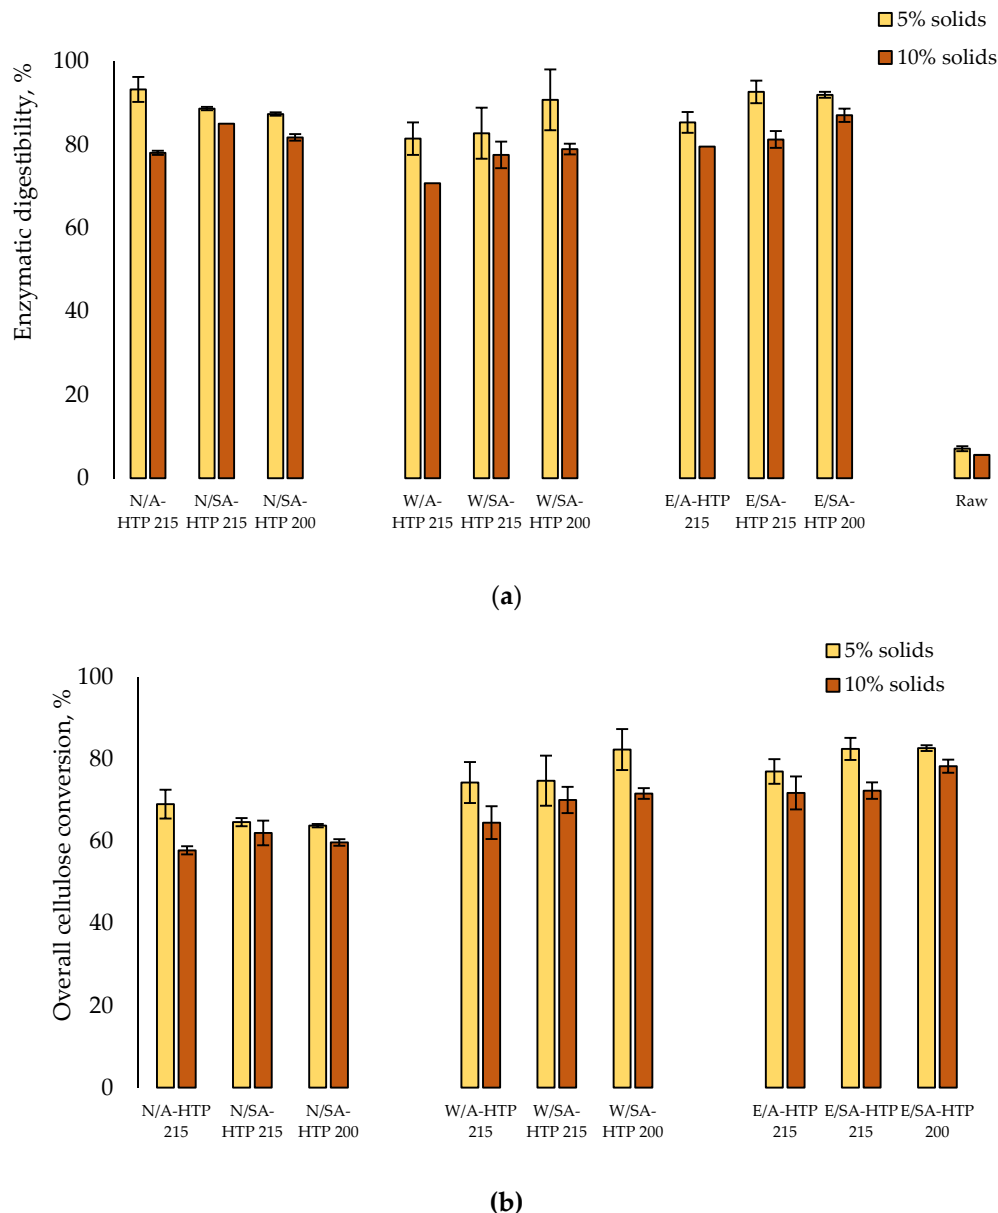 5% solids
10% solids
Enzymatic digestibility, %
100
80
60
40
20
0
N/A-
HTP 215
N/SA-
HTP 215
N/SA-
HTP 200
W/A-
HTP 215
W/SA-
HTP 215
W/SA-
HTP 200
E/A-HTP
215
E/SA-
HTP 215
E/SA-
HTP 200
Raw
(a)
5% solids
10% solids
Overall cellulose conversion, %
100
80
60
40
20
0
N/A-HTP
215
N/SA-
HTP 215
N/SA-
HTP 200
W/A-HTP
215
W/SA-
HTP 215
W/SA-
HTP 200
E/A-HTP
215
E/SA-HTP
215
E/SA-HTP
200
(b)